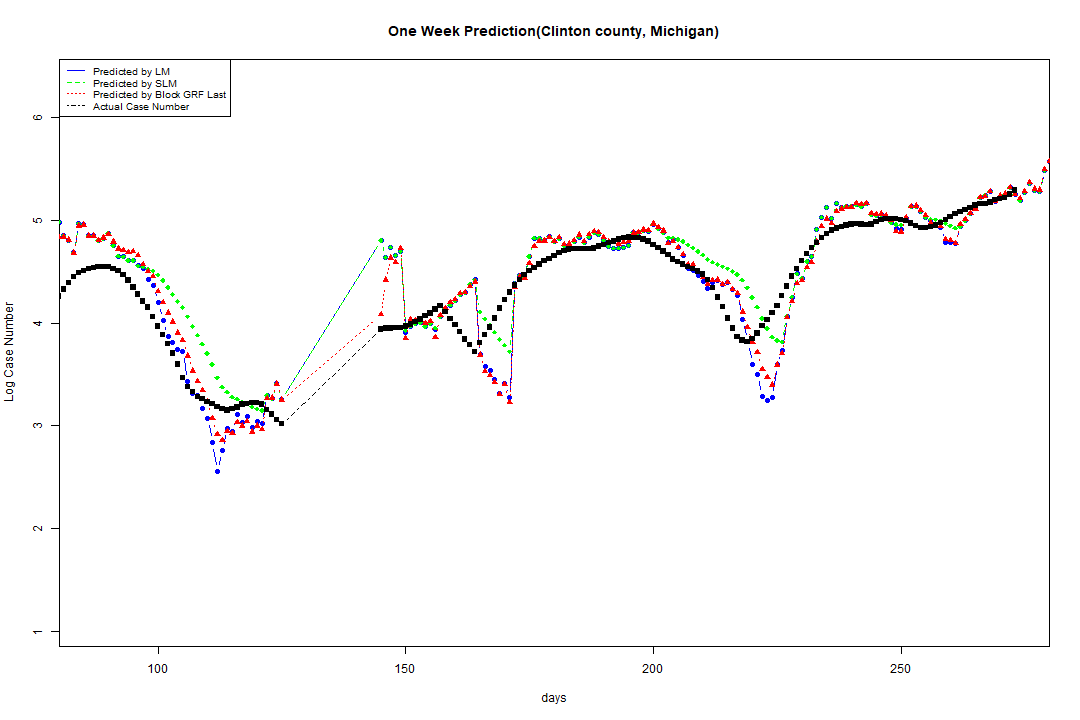 One Week Prediction(Clinton county, Michigan)
Predicted by LM
Predicted by SLM
Predicted by Block GRF Last
Actual Case Number
6
5
4
3
2
1
Log Case Number
100
150
200
250
days